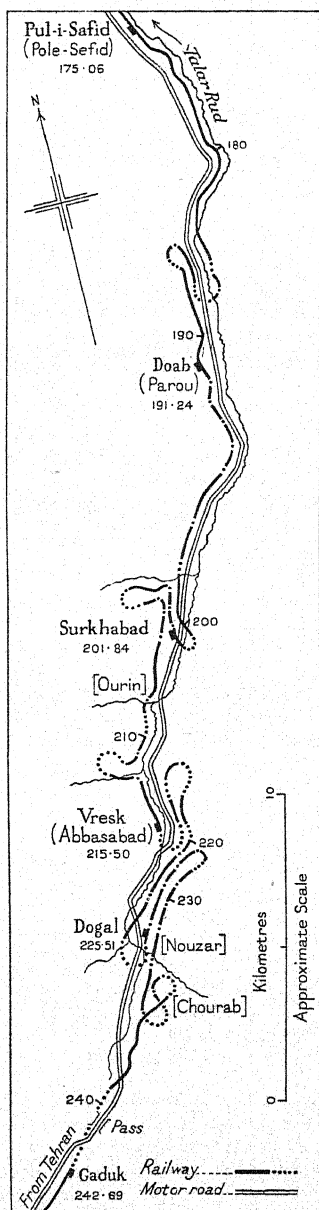 Pul-i-Safid
(Pole-Sefid)
175·06
Talar Rud
N
180
190
Doab
(Parou)
191·24
200
Surkhabad
201·84
[Ourin]
210
10
Vresk
(Abbasabad)
215·50
220
230
Dogal
225·51
[Nouzar]
[Chourab]
Kilometres
Approximate Scale
0
240
Pass
From Tehran
Gaduk
242·69
Railway
Motor road